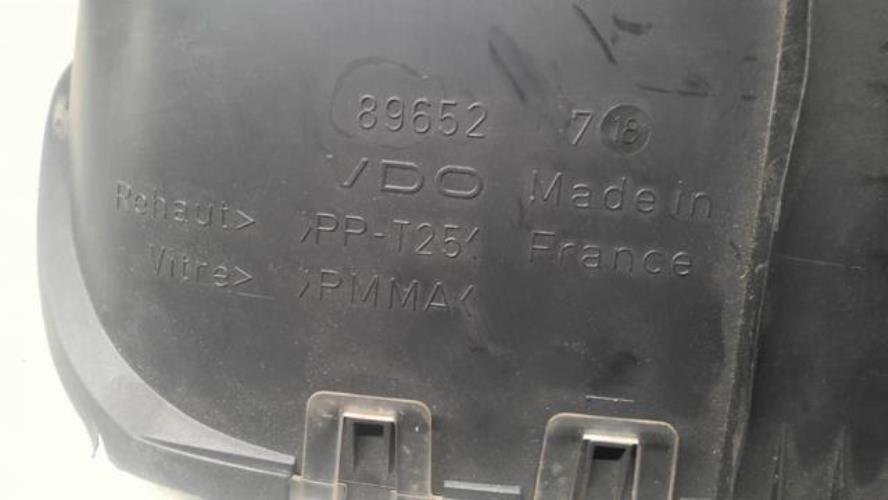 89652 7 18
VDO Made in
Rehaut> >PP-T25< France
Vitre> >PMMA<